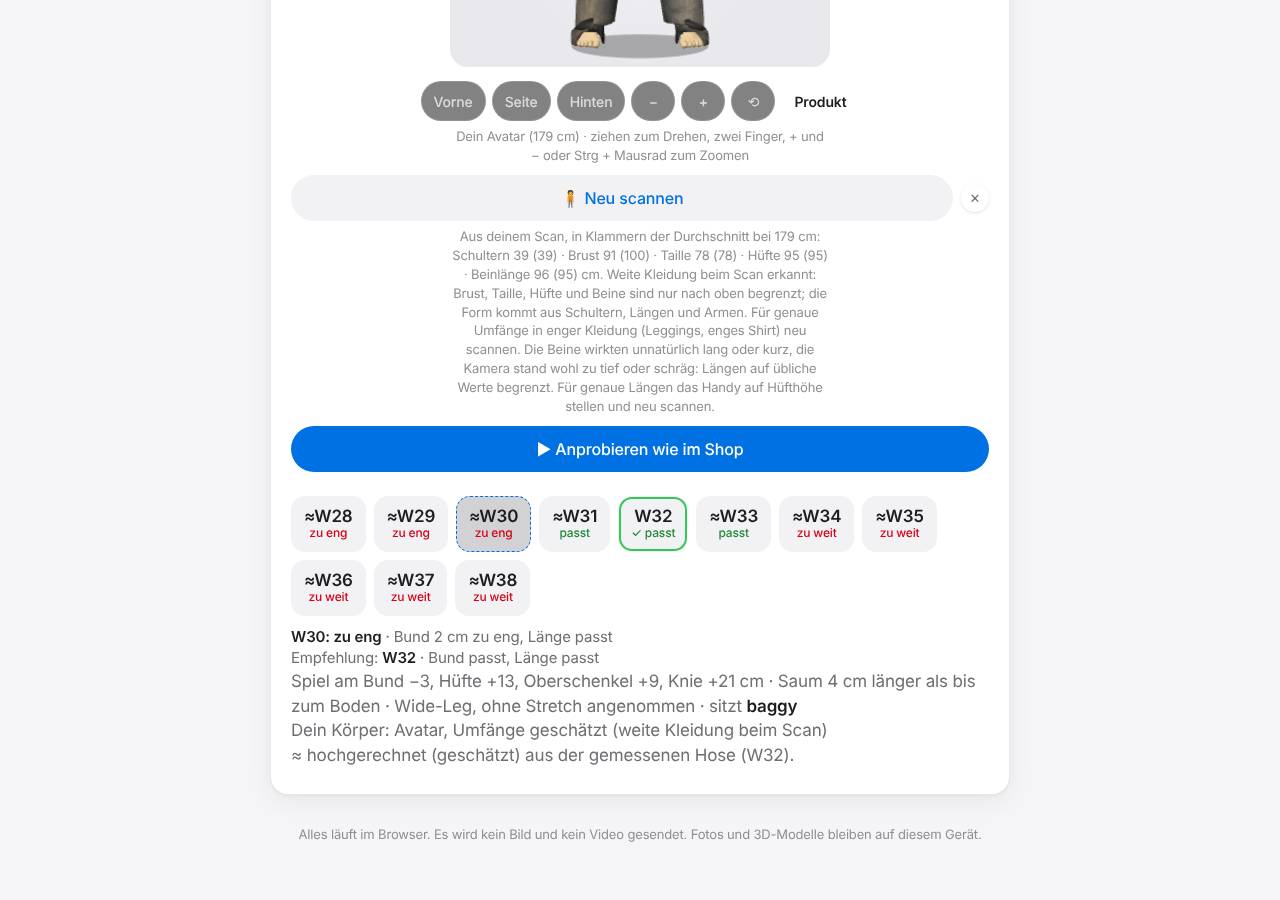 Vorne Seite Hinten − + ⟲ Produkt
Dein Avatar (179 cm) · ziehen zum Drehen, zwei Finger, + und
− oder Strg + Mausrad zum Zoomen
🧍 Neu scannen ×
Aus deinem Scan, in Klammern der Durchschnitt bei 179 cm:
Schultern 39 (39) · Brust 91 (100) · Taille 78 (78) · Hüfte 95 (95)
· Beinlänge 96 (95) cm. Weite Kleidung beim Scan erkannt:
Brust, Taille, Hüfte und Beine sind nur nach oben begrenzt; die
Form kommt aus Schultern, Längen und Armen. Für genaue
Umfänge in enger Kleidung (Leggings, enges Shirt) neu
scannen. Die Beine wirkten unnatürlich lang oder kurz, die
Kamera stand wohl zu tief oder schräg: Längen auf übliche
Werte begrenzt. Für genaue Längen das Handy auf Hüfthöhe
stellen und neu scannen.
▶ Anprobieren wie im Shop
≈W28 ≈W29 ≈W30 ≈W31 W32 ≈W33 ≈W34 ≈W35
zu eng zu eng zu eng passt ✓ passt passt zu weit zu weit
≈W36 ≈W37 ≈W38
zu weit zu weit zu weit
W30: zu eng · Bund 2 cm zu eng, Länge passt
Empfehlung: W32 · Bund passt, Länge passt
Spiel am Bund −3, Hüfte +13, Oberschenkel +9, Knie +21 cm · Saum 4 cm länger als bis
zum Boden · Wide-Leg, ohne Stretch angenommen · sitzt baggy
Dein Körper: Avatar, Umfänge geschätzt (weite Kleidung beim Scan)
≈ hochgerechnet (geschätzt) aus der gemessenen Hose (W32).
Alles läuft im Browser. Es wird kein Bild und kein Video gesendet. Fotos und 3D-Modelle bleiben auf diesem Gerät.